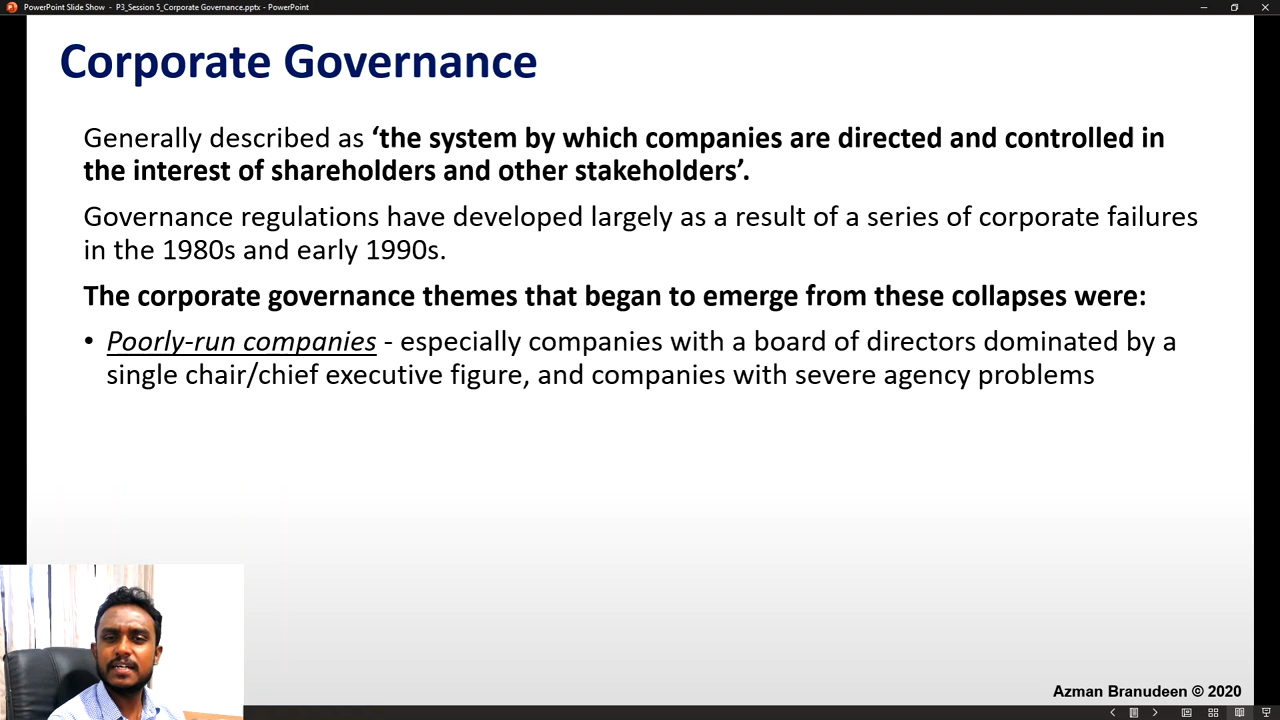 PowerPoint Slide Show - P3_Session 5_Corporate Governance.pptx - PowerPoint
Corporate Governance
Generally described as ‘the system by which companies are directed and controlled in
the interest of shareholders and other stakeholders’.
Governance regulations have developed largely as a result of a series of corporate failures
in the 1980s and early 1990s.
The corporate governance themes that began to emerge from these collapses were:
• Poorly-run companies - especially companies with a board of directors dominated by a
single chair/chief executive figure, and companies with severe agency problems
Azman Branudeen © 2020